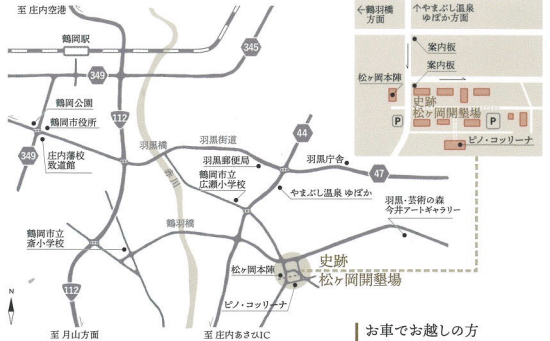 至 庄内空港
鶴岡駅
349
345
鶴岡公園
鶴岡市役所
112
349
庄内藩校
致道館
羽黒橋
羽黒街道
赤川
44
羽黒郵便局
羽黒庁舎
47
鶴岡市立
広瀬小学校
やまぶし温泉 ゆぽか
羽黒・芸術の森
今井アートギャラリー
鶴岡市立
斎小学校
鶴羽橋
松ヶ岡本陣
史跡
松ヶ岡開墾場
ピノ・コッリーナ
112
N
至 月山方面
至 庄内あさひIC
←鶴羽橋
方面
↑やまぶし温泉
ゆぽか方面
案内板
松ヶ岡本陣
案内板
史跡
松ヶ岡開墾場
P
P
ピノ・コッリーナ
お車でお越しの方